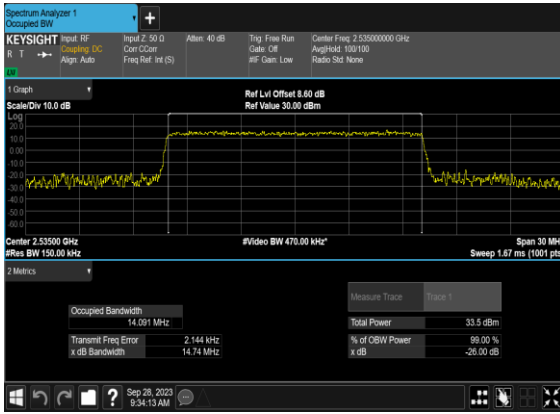 Spectrum Analyzer 1
Occupied BW
+
KEYSIGHT Input: RF Input Z: 50 Ω Atten: 40 dB Trig: Free Run Center Freq: 2.535000000 GHz
R T Coupling: DC Corr CCorr Gate: Off Avg|Hold: 100/100
Align: Auto Freq Ref: Int (S) #IF Gain: Low Radio Std: None
LW
1 Graph
Ref Lvl Offset 8.60 dB
Scale/Div 10.0 dB Ref Value 30.00 dBm
Log
20.0
10.0
0.00
-10.0
-20.0
-30.0
-40.0
-50.0
-60.0
Center 2.53500 GHz #Video BW 470.00 kHz* Span 30 MH
#Res BW 150.00 kHz Sweep 1.67 ms (1001 pts
2 Metrics
Measure Trace Trace 1
Occupied Bandwidth
14.091 MHz Total Power 33.5 dBm
Transmit Freq Error 2.144 kHz % of OBW Power 99.00 %
x dB Bandwidth 14.74 MHz x dB -26.00 dB
? Sep 28, 2023
9:34:13 AM